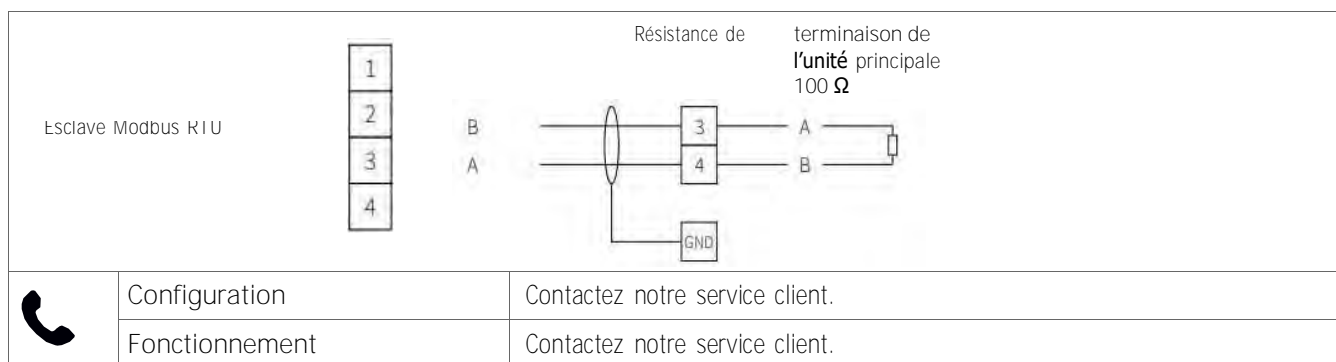 Résistance de terminaison de
l'unité principale
100 Ω
1
2
3
4
Esclave Modbus RTU
B
A
3
4
A
B
GND
Configuration
Contactez notre service client.
Fonctionnement
Contactez notre service client.